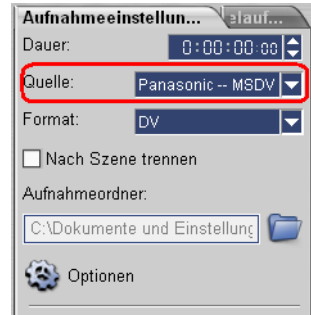 Aufnahmeeinstellun... elauf...
Dauer: 0:00:00:00
Quelle: Panasonic -- MSDV
Format: DV
Nach Szene trennen
Aufnahmeordner:
C:\Dokumente und Einstellung
Optionen